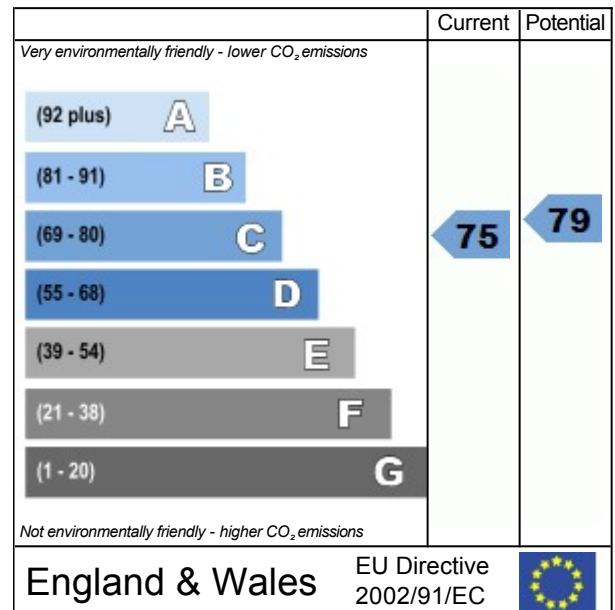 Current Potential
Very environmentally friendly - lower CO₂ emissions
(92 plus) A
(81 - 91) B
(69 - 80) C
75
79
(55 - 68) D
(39 - 54) E
(21 - 38) F
(1 - 20) G
Not environmentally friendly - higher CO₂ emissions
England & Wales
EU Directive
2002/91/EC